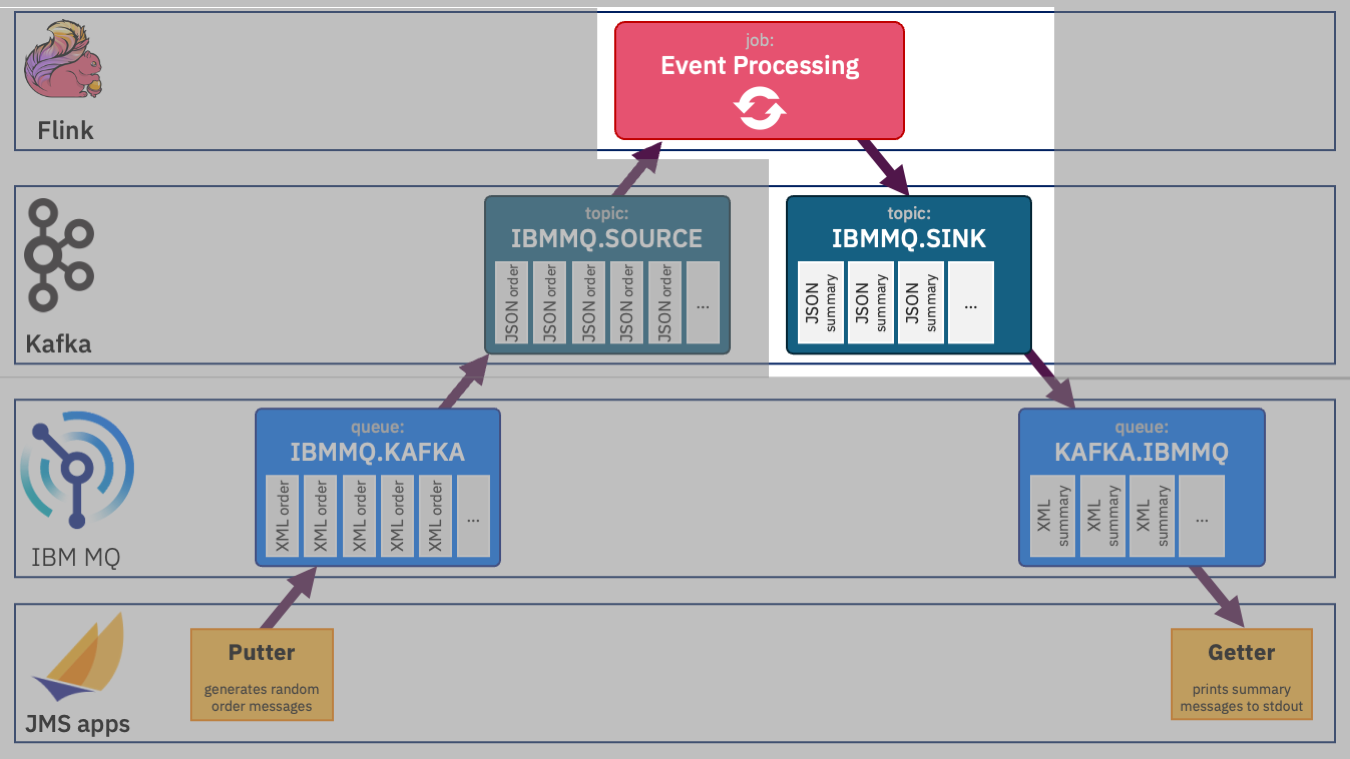 job:
Event Processing
Flink
topic:
IBMMQ.SOURCE
JSON order
JSON order
JSON order
JSON order
JSON order
...
topic:
IBMMQ.SINK
JSON
summary
JSON
summary
JSON
summary
...
Kafka
queue:
IBMMQ.KAFKA
XML order
XML order
XML order
XML order
XML order
...
queue:
KAFKA.IBMMQ
XML
summary
XML
summary
XML
summary
...
IBM MQ
Putter
generates random
order messages
Getter
prints summary
messages to stdout
JMS apps